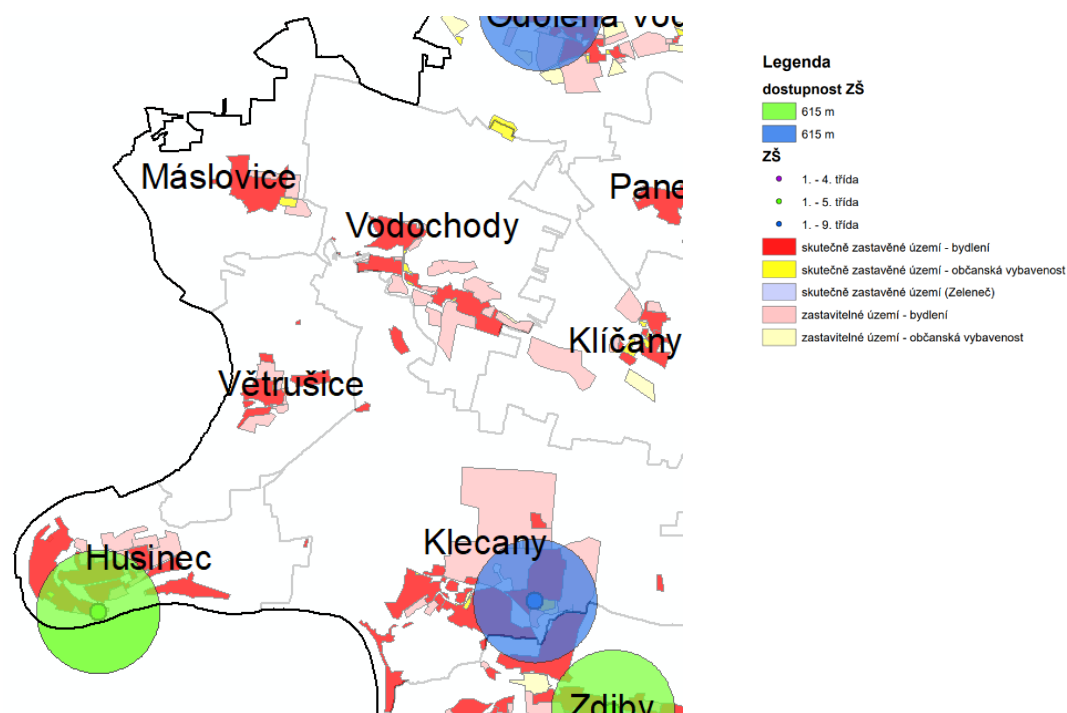 Odolena Vod
Máslovice
Pane
Vodochody
Klíčany
Větrušice
Klecany
Husinec
Zdiby
Legenda
dostupnost ZŠ
615 m
615 m
ZŠ
1. - 4. třída
1. - 5. třída
1. - 9. třída
skutečně zastavěné území - bydlení
skutečně zastavěné území - občanská vybavenost
skutečně zastavěné území (Zeleneč)
zastavitelné území - bydlení
zastavitelné území - občanská vybavenost